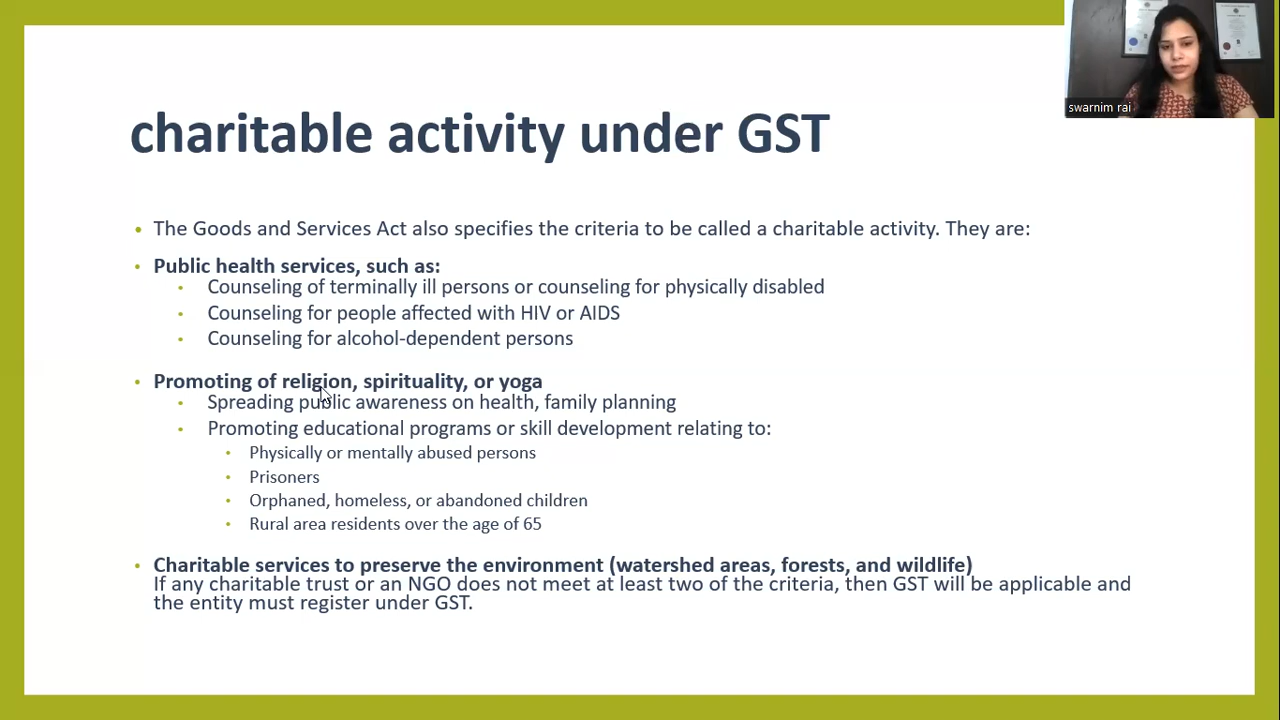 swarnim rai
charitable activity under GST
The Goods and Services Act also specifies the criteria to be called a charitable activity. They are:
Public health services, such as:
Counseling of terminally ill persons or counseling for physically disabled
Counseling for people affected with HIV or AIDS
Counseling for alcohol-dependent persons
Promoting of religion, spirituality, or yoga
Spreading public awareness on health, family planning
Promoting educational programs or skill development relating to:
Physically or mentally abused persons
Prisoners
Orphaned, homeless, or abandoned children
Rural area residents over the age of 65
Charitable services to preserve the environment (watershed areas, forests, and wildlife)
If any charitable trust or an NGO does not meet at least two of the criteria, then GST will be applicable and
the entity must register under GST.